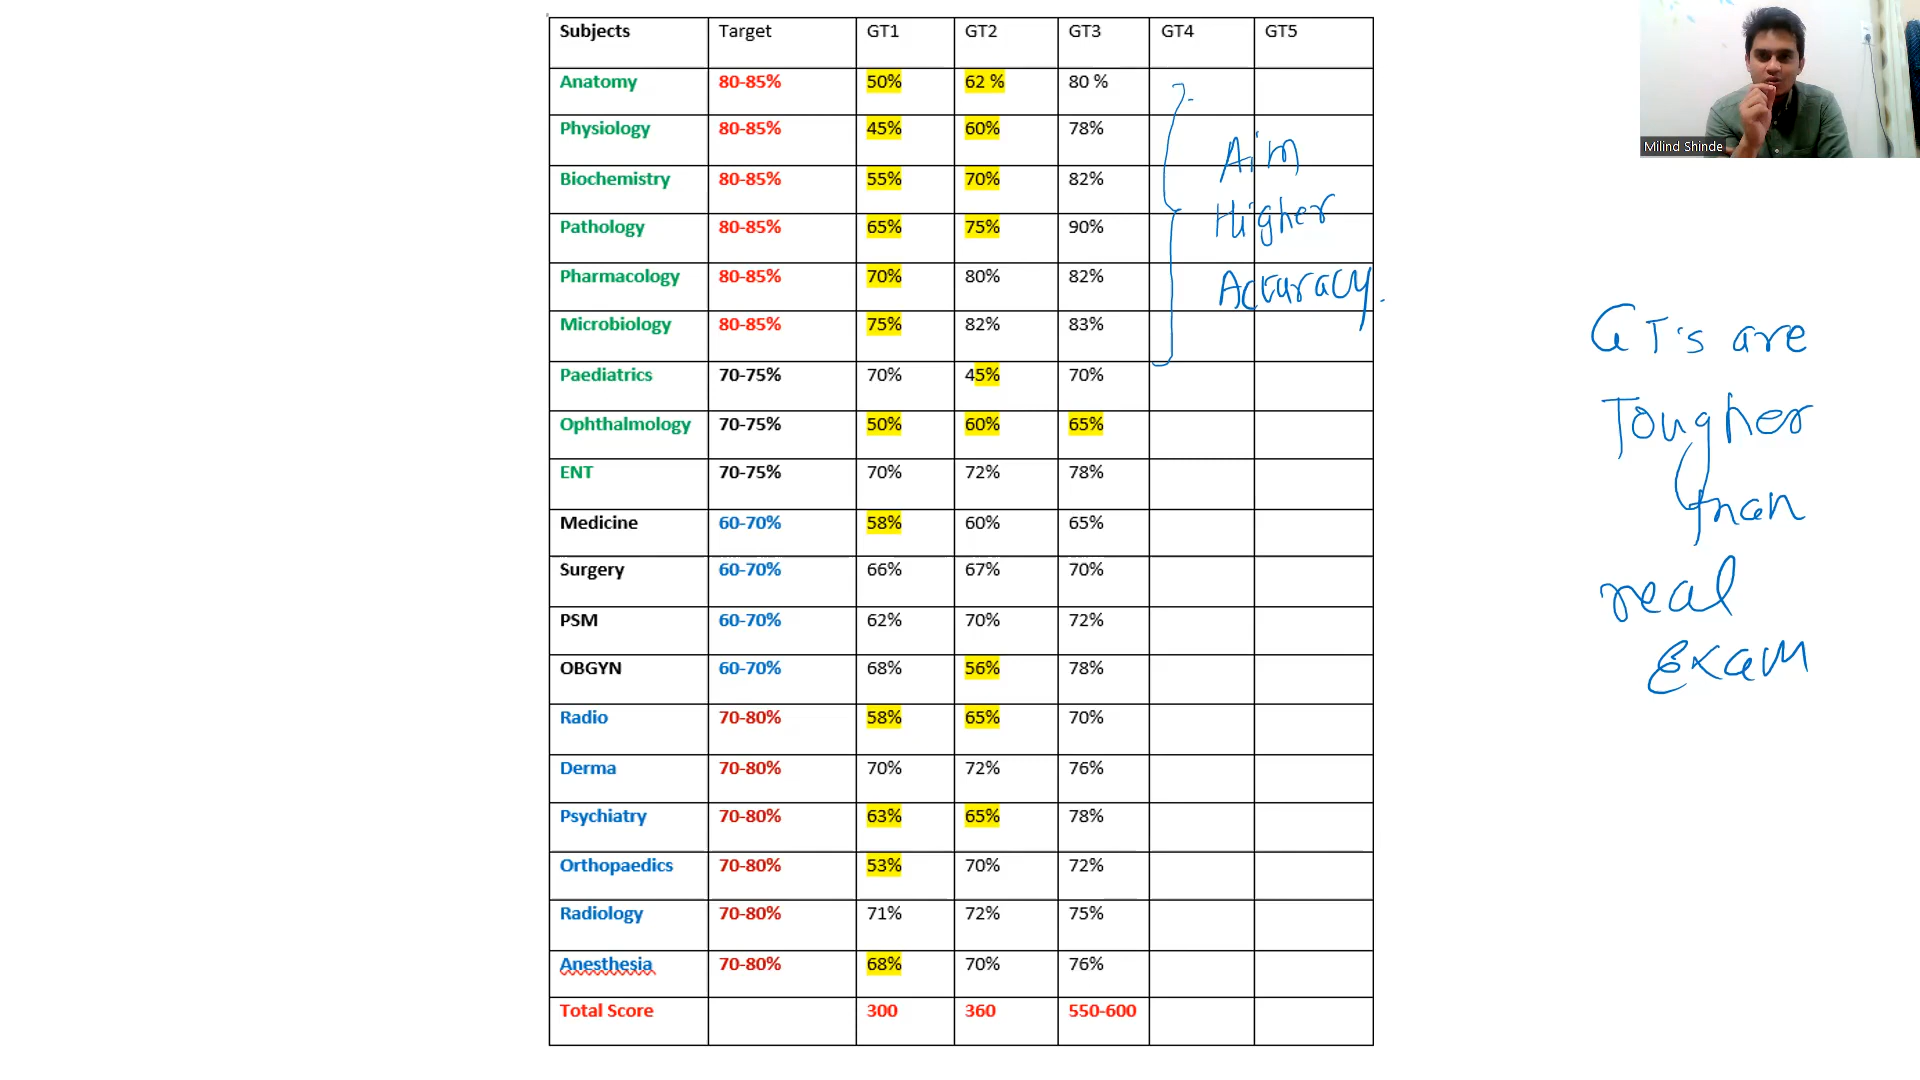 Subjects Target GT1 GT2 GT3 GT4 GT5
Anatomy 80-85% 50% 62 % 80 %
Physiology 80-85% 45% 60% 78%
Biochemistry 80-85% 55% 70% 82%
Pathology 80-85% 65% 75% 90%
Pharmacology 80-85% 70% 80% 82%
Microbiology 80-85% 75% 82% 83%
Paediatrics 70-75% 70% 45% 70%
Ophthalmology 70-75% 50% 60% 65%
ENT 70-75% 70% 72% 78%
Medicine 60-70% 58% 60% 65%
Surgery 60-70% 66% 67% 70%
PSM 60-70% 62% 70% 72%
OBGYN 60-70% 68% 56% 78%
Radio 70-80% 58% 65% 70%
Derma 70-80% 70% 72% 76%
Psychiatry 70-80% 63% 65% 78%
Orthopaedics 70-80% 53% 70% 72%
Radiology 70-80% 71% 72% 75%
Anesthesia 70-80% 68% 70% 76%
Total Score 300 360 550-600
Aim
Higher
Accuracy.
GT's are
Tougher
than
real
Exam
Milind Shinde